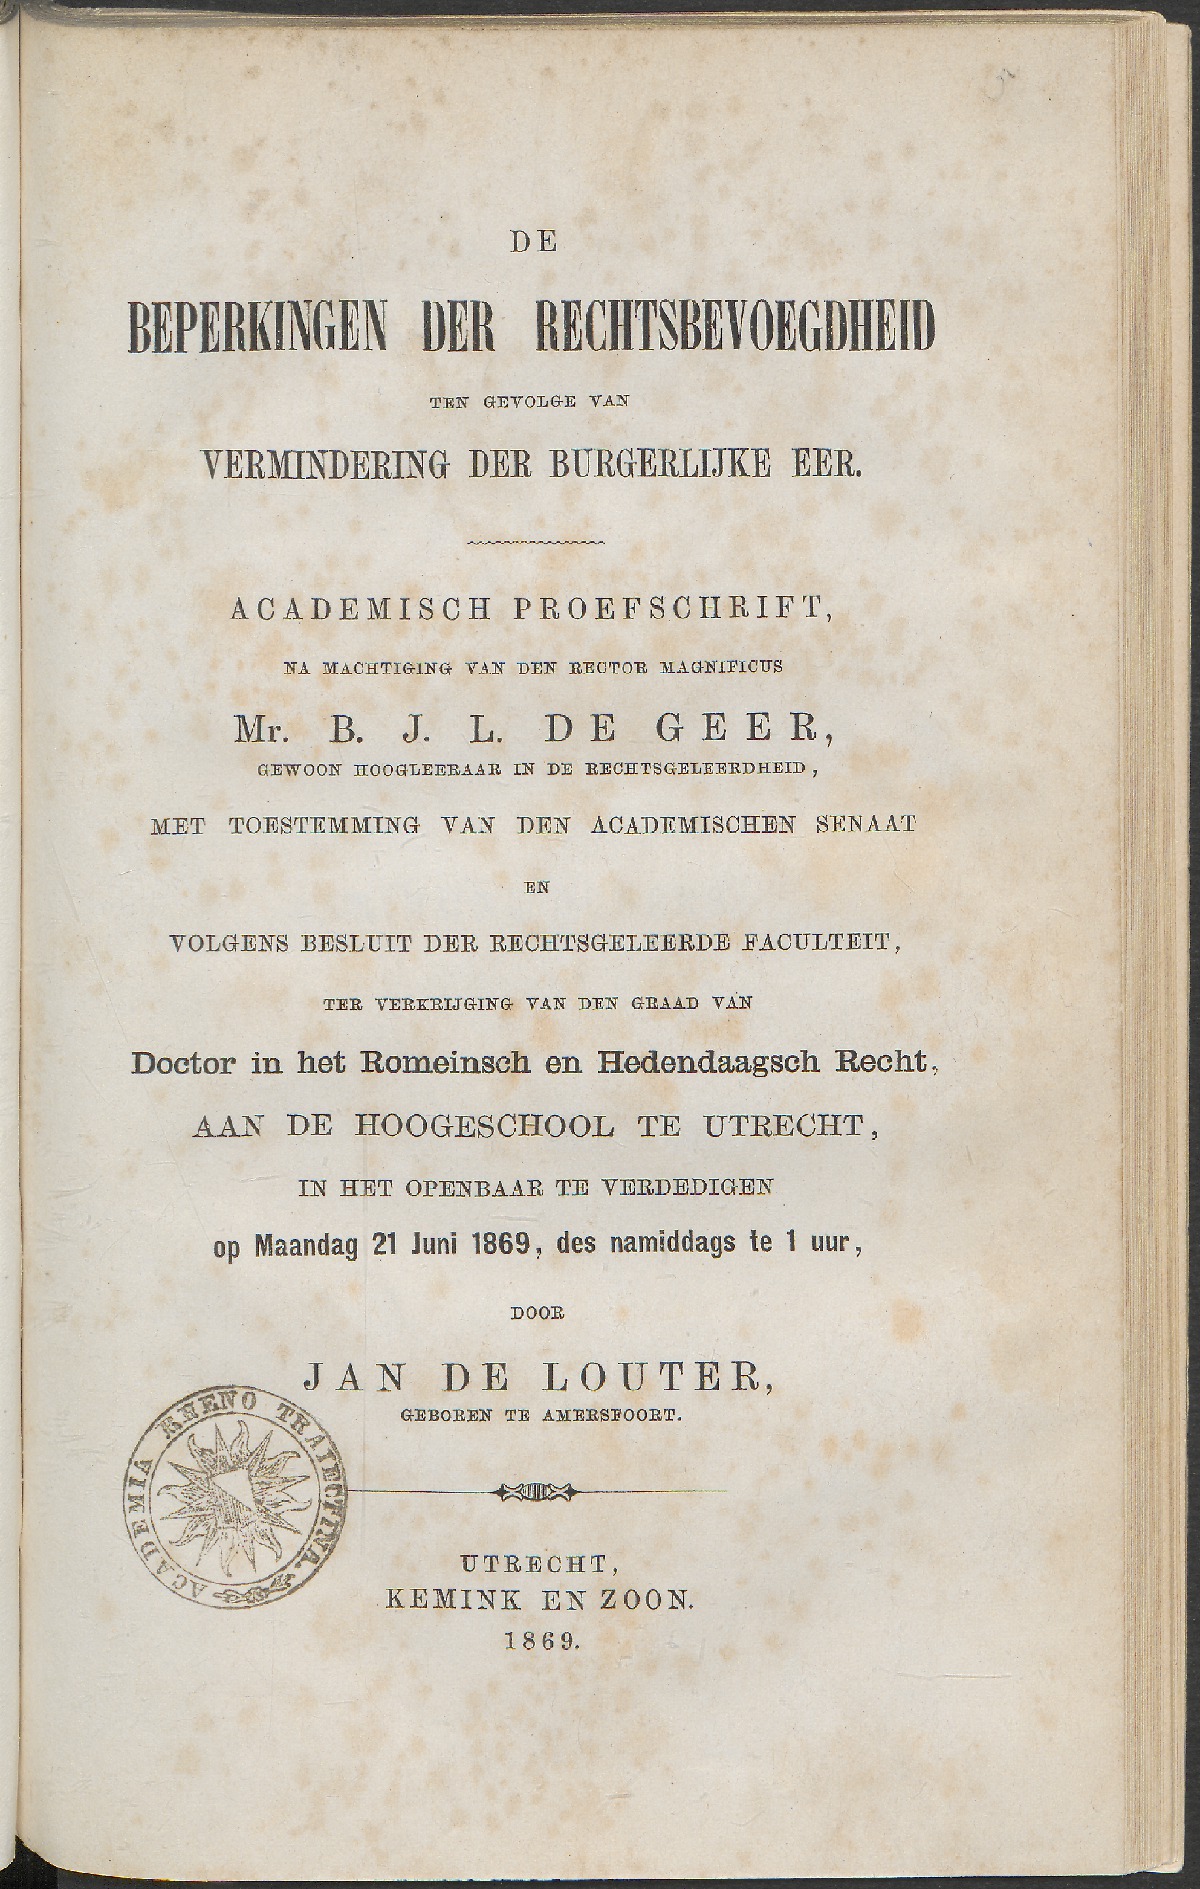 DE
BEPERKINGEN DER RECHTSBEVOEGDHEID
TEN GEVOLGE VAN
VERMINDERING DER BURGERLIJKE EER.
ACADEMISCH PROEFSCHRIFT,
NA MACHTIGING VAN DEN RECTOR MAGNIFICUS
Mr. B. J. L. DE GEER,
GEWOON HOOGLEERAAR IN DE RECHTSGELEERDHEID,
MET TOESTEMMING VAN DEN ACADEMISCHEN SENAAT
EN
VOLGENS BESLUIT DER RECHTSGELEERDE FACULTEIT,
TER VERKRIJGING VAN DEN GRAAD VAN
Doctor in het Romeinsch en Hedendaagsch Recht,
AAN DE HOOGESCHOOL TE UTRECHT,
IN HET OPENBAAR TE VERDEDIGEN
op Maandag 21 Juni 1869, des namiddags te 1 uur,
DOOR
JAN DE LOUTER,
GEBOREN TE AMERSFOORT.
ACADEMIA RHENO TRAIECTINA.
UTRECHT,
KEMINK EN ZOON.
1869.